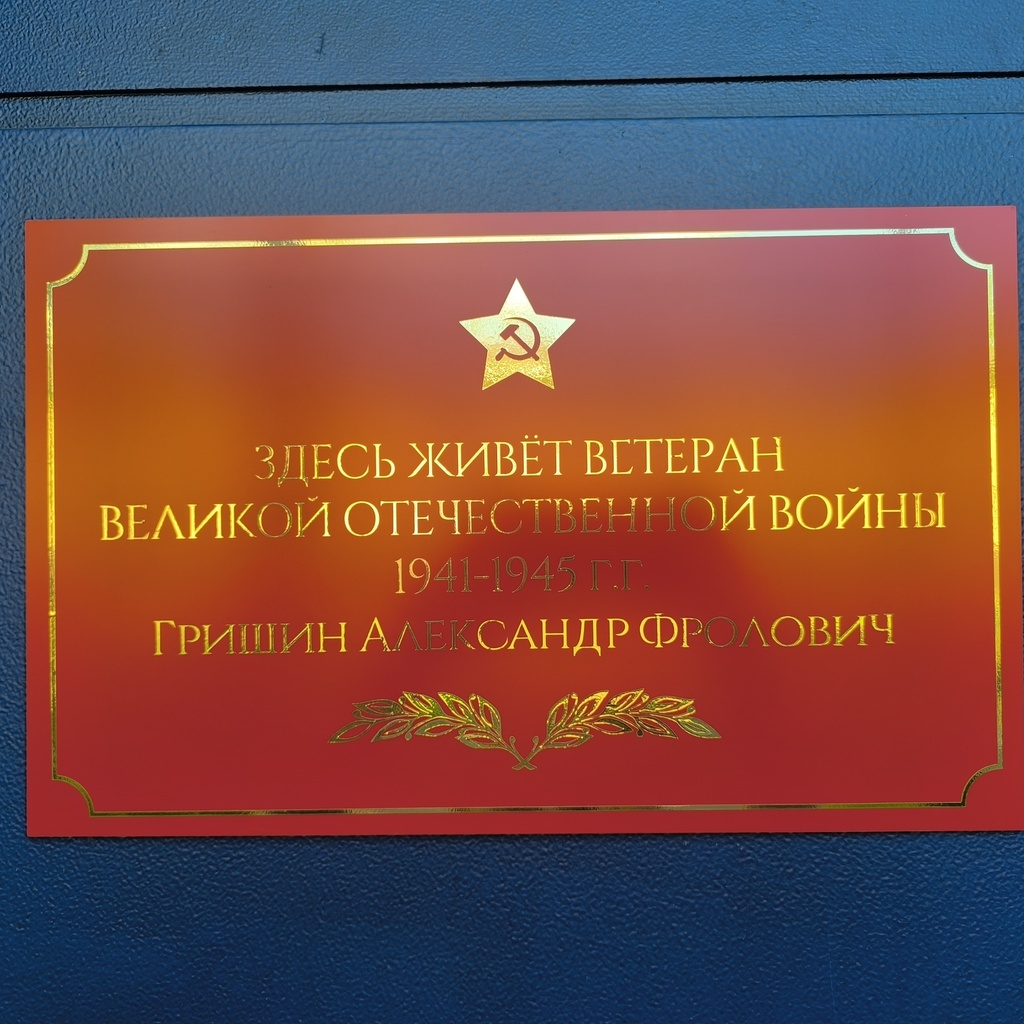 ЗДЕСЬ ЖИВЁТ ВЕТЕРАН
ВЕЛИКОЙ ОТЕЧЕСТВЕННОЙ ВОЙНЫ
1941-1945 Г.Г.
ГРИШИН АЛЕКСАНДР ФРОЛОВИЧ